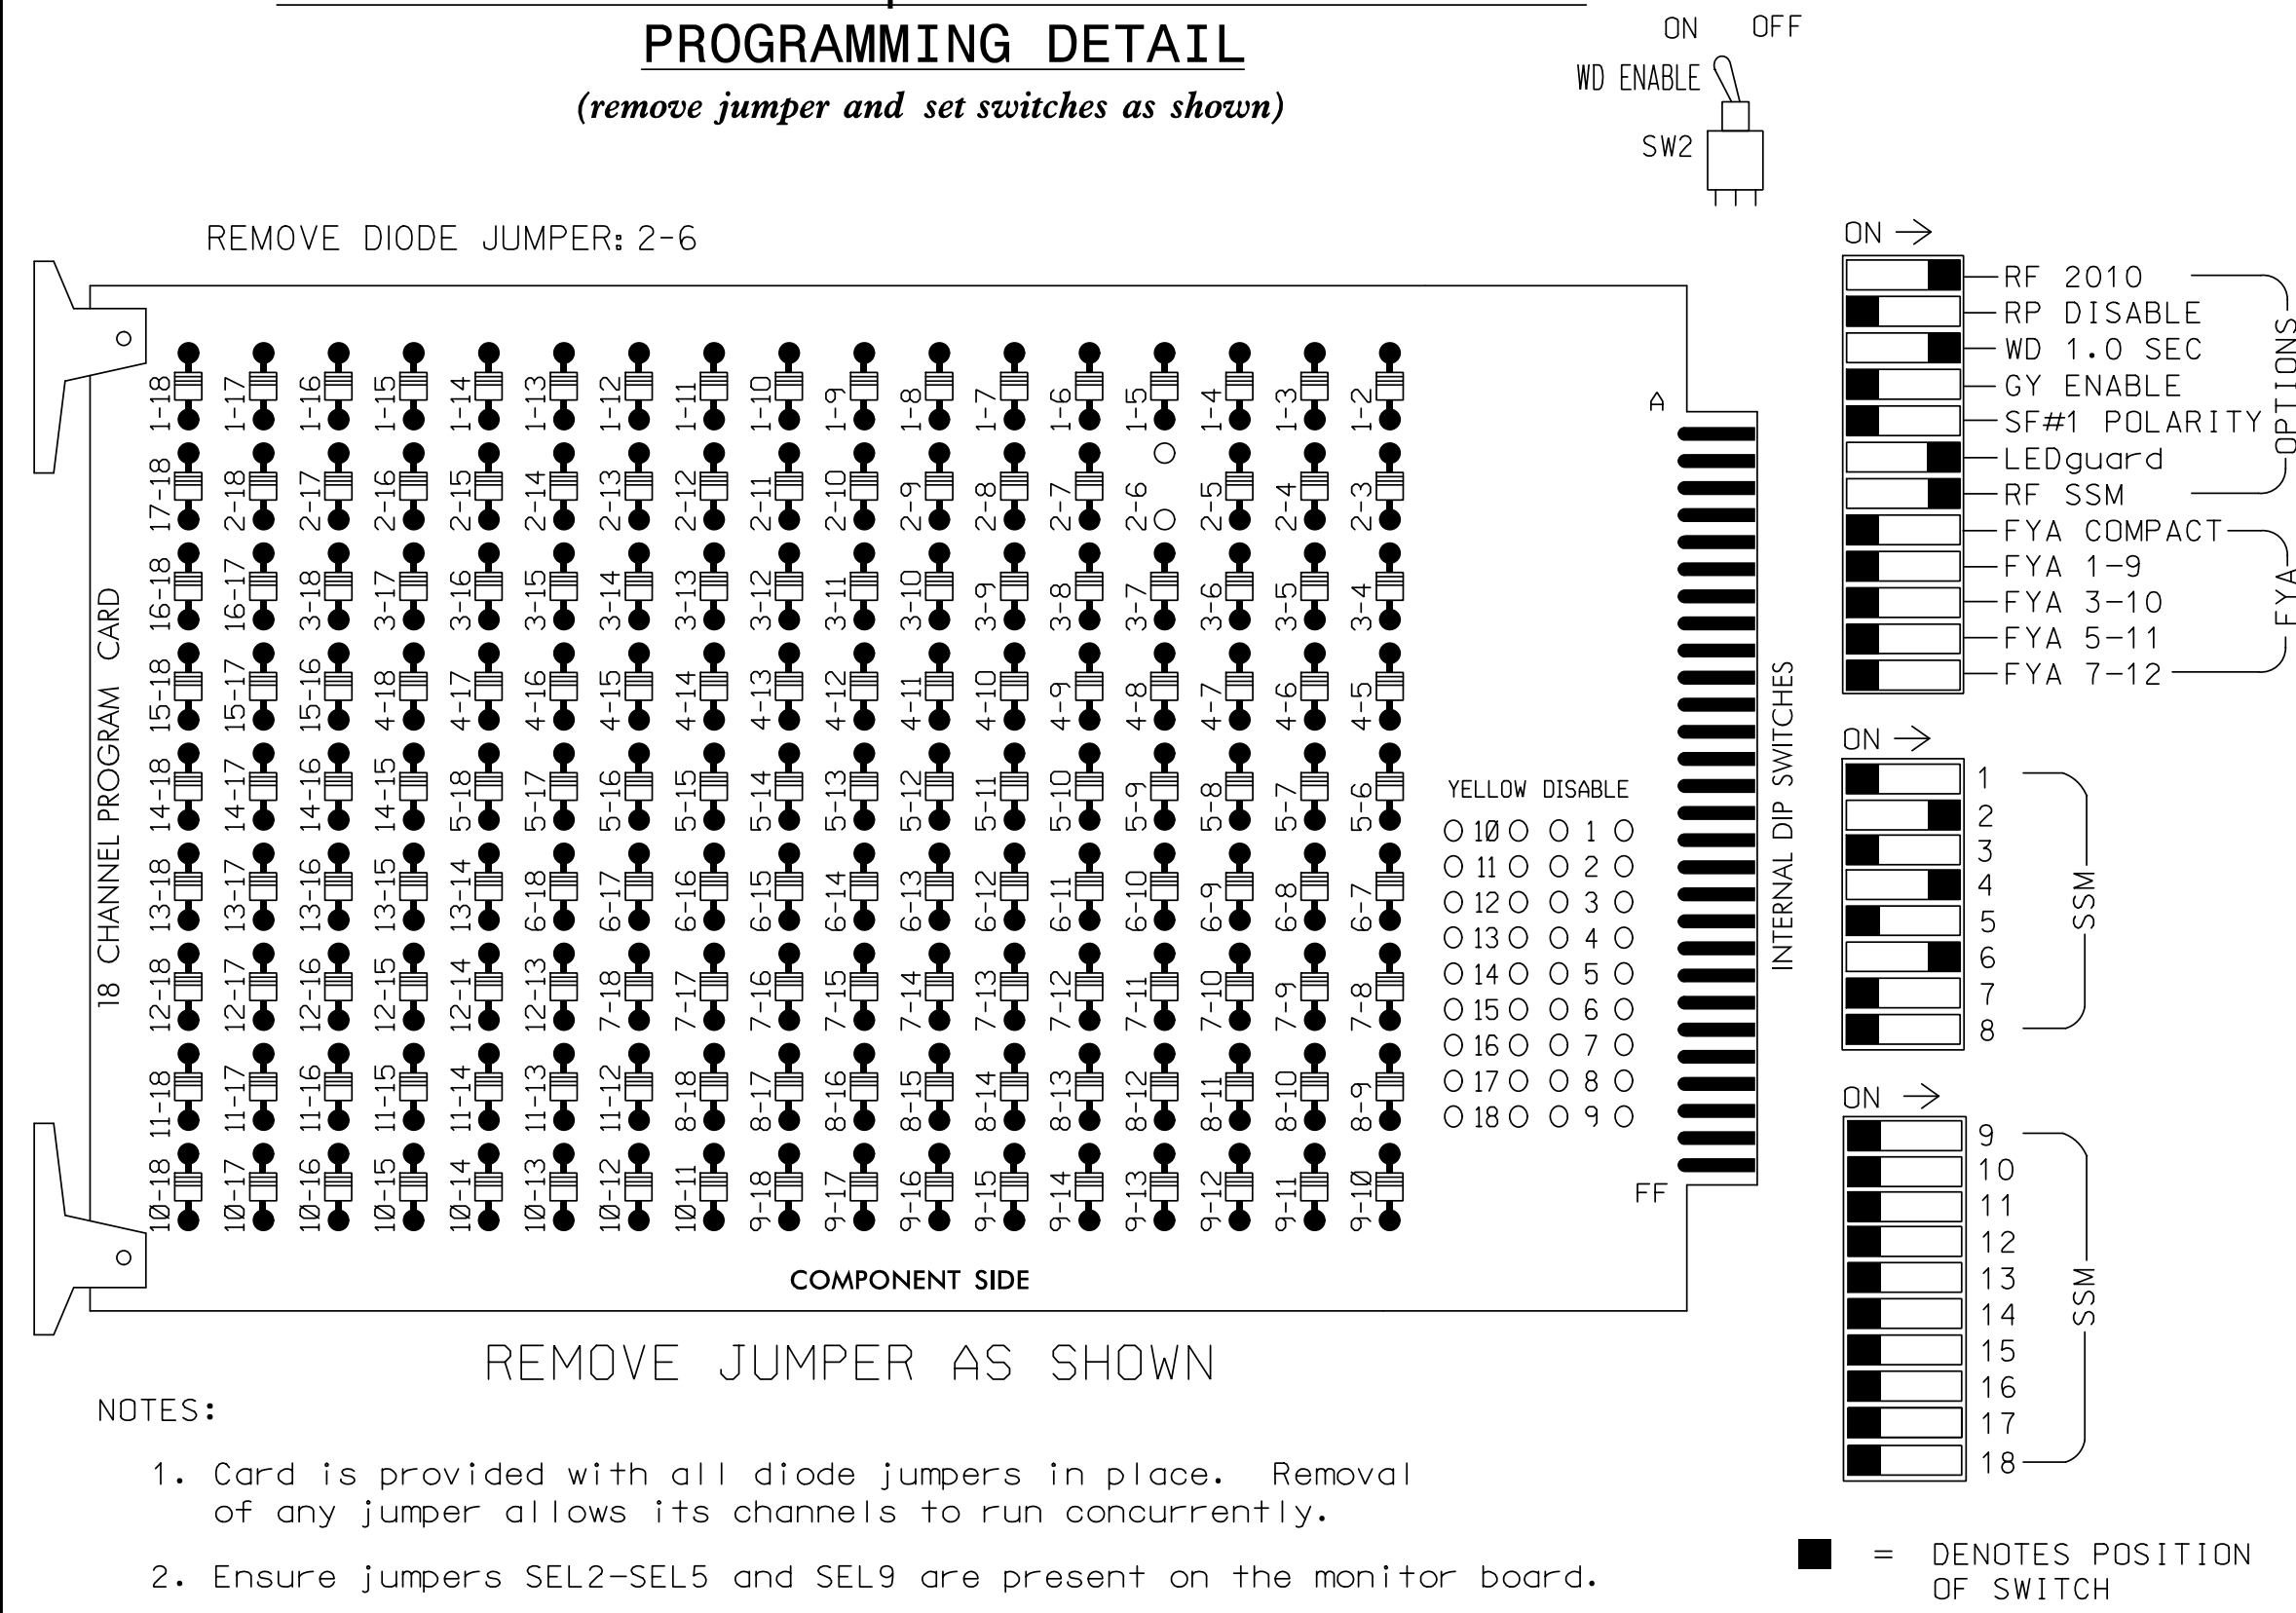 PROGRAMMING DETAIL
(remove jumper and set switches as shown)
ON OFF
WD ENABLE
SW2
REMOVE DIODE JUMPER: 2-6
1-18 1-17 1-16 1-15 1-14 1-13 1-12 1-11 1-10 1-9 1-8 1-7 1-6 1-5 1-4 1-3 1-2
17-18 2-18 2-17 2-16 2-15 2-14 2-13 2-12 2-11 2-10 2-9 2-8 2-7 2-6 2-5 2-4 2-3
16-18 16-17 3-18 3-17 3-16 3-15 3-14 3-13 3-12 3-11 3-10 3-9 3-8 3-7 3-6 3-5 3-4
15-18 15-17 15-16 4-18 4-17 4-16 4-15 4-14 4-13 4-12 4-11 4-10 4-9 4-8 4-7 4-6 4-5
14-18 14-17 14-16 14-15 5-18 5-17 5-16 5-15 5-14 5-13 5-12 5-11 5-10 5-9 5-8 5-7 5-6
13-18 13-17 13-16 13-15 13-14 6-18 6-17 6-16 6-15 6-14 6-13 6-12 6-11 6-10 6-9 6-8 6-7
12-18 12-17 12-16 12-15 12-14 12-13 7-18 7-17 7-16 7-15 7-14 7-13 7-12 7-11 7-10 7-9 7-8
11-18 11-17 11-16 11-15 11-14 11-13 11-12 8-18 8-17 8-16 8-15 8-14 8-13 8-12 8-11 8-10 8-9
10-18 10-17 10-16 10-15 10-14 10-13 10-12 10-11 9-18 9-17 9-16 9-15 9-14 9-13 9-12 9-11 9-10
18 CHANNEL PROGRAM CARD
A
FF
YELLOW DISABLE
10 1
11 2
12 3
13 4
14 5
15 6
16 7
17 8
18 9
COMPONENT SIDE
INTERNAL DIP SWITCHES
ON →
RF 2010
RP DISABLE
WD 1.0 SEC
GY ENABLE
SF#1 POLARITY
LEDguard
RF SSM
OPTIONS
FYA COMPACT
FYA 1-9
FYA 3-10
FYA 5-11
FYA 7-12
FYA
ON →
1
2
3
4
5
6
7
8
SSM
ON →
9
10
11
12
13
14
15
16
17
18
SSM
REMOVE JUMPER AS SHOWN
NOTES:
1. Card is provided with all diode jumpers in place. Removal
of any jumper allows its channels to run concurrently.
2. Ensure jumpers SEL2-SEL5 and SEL9 are present on the monitor board.
= DENOTES POSITION
OF SWITCH